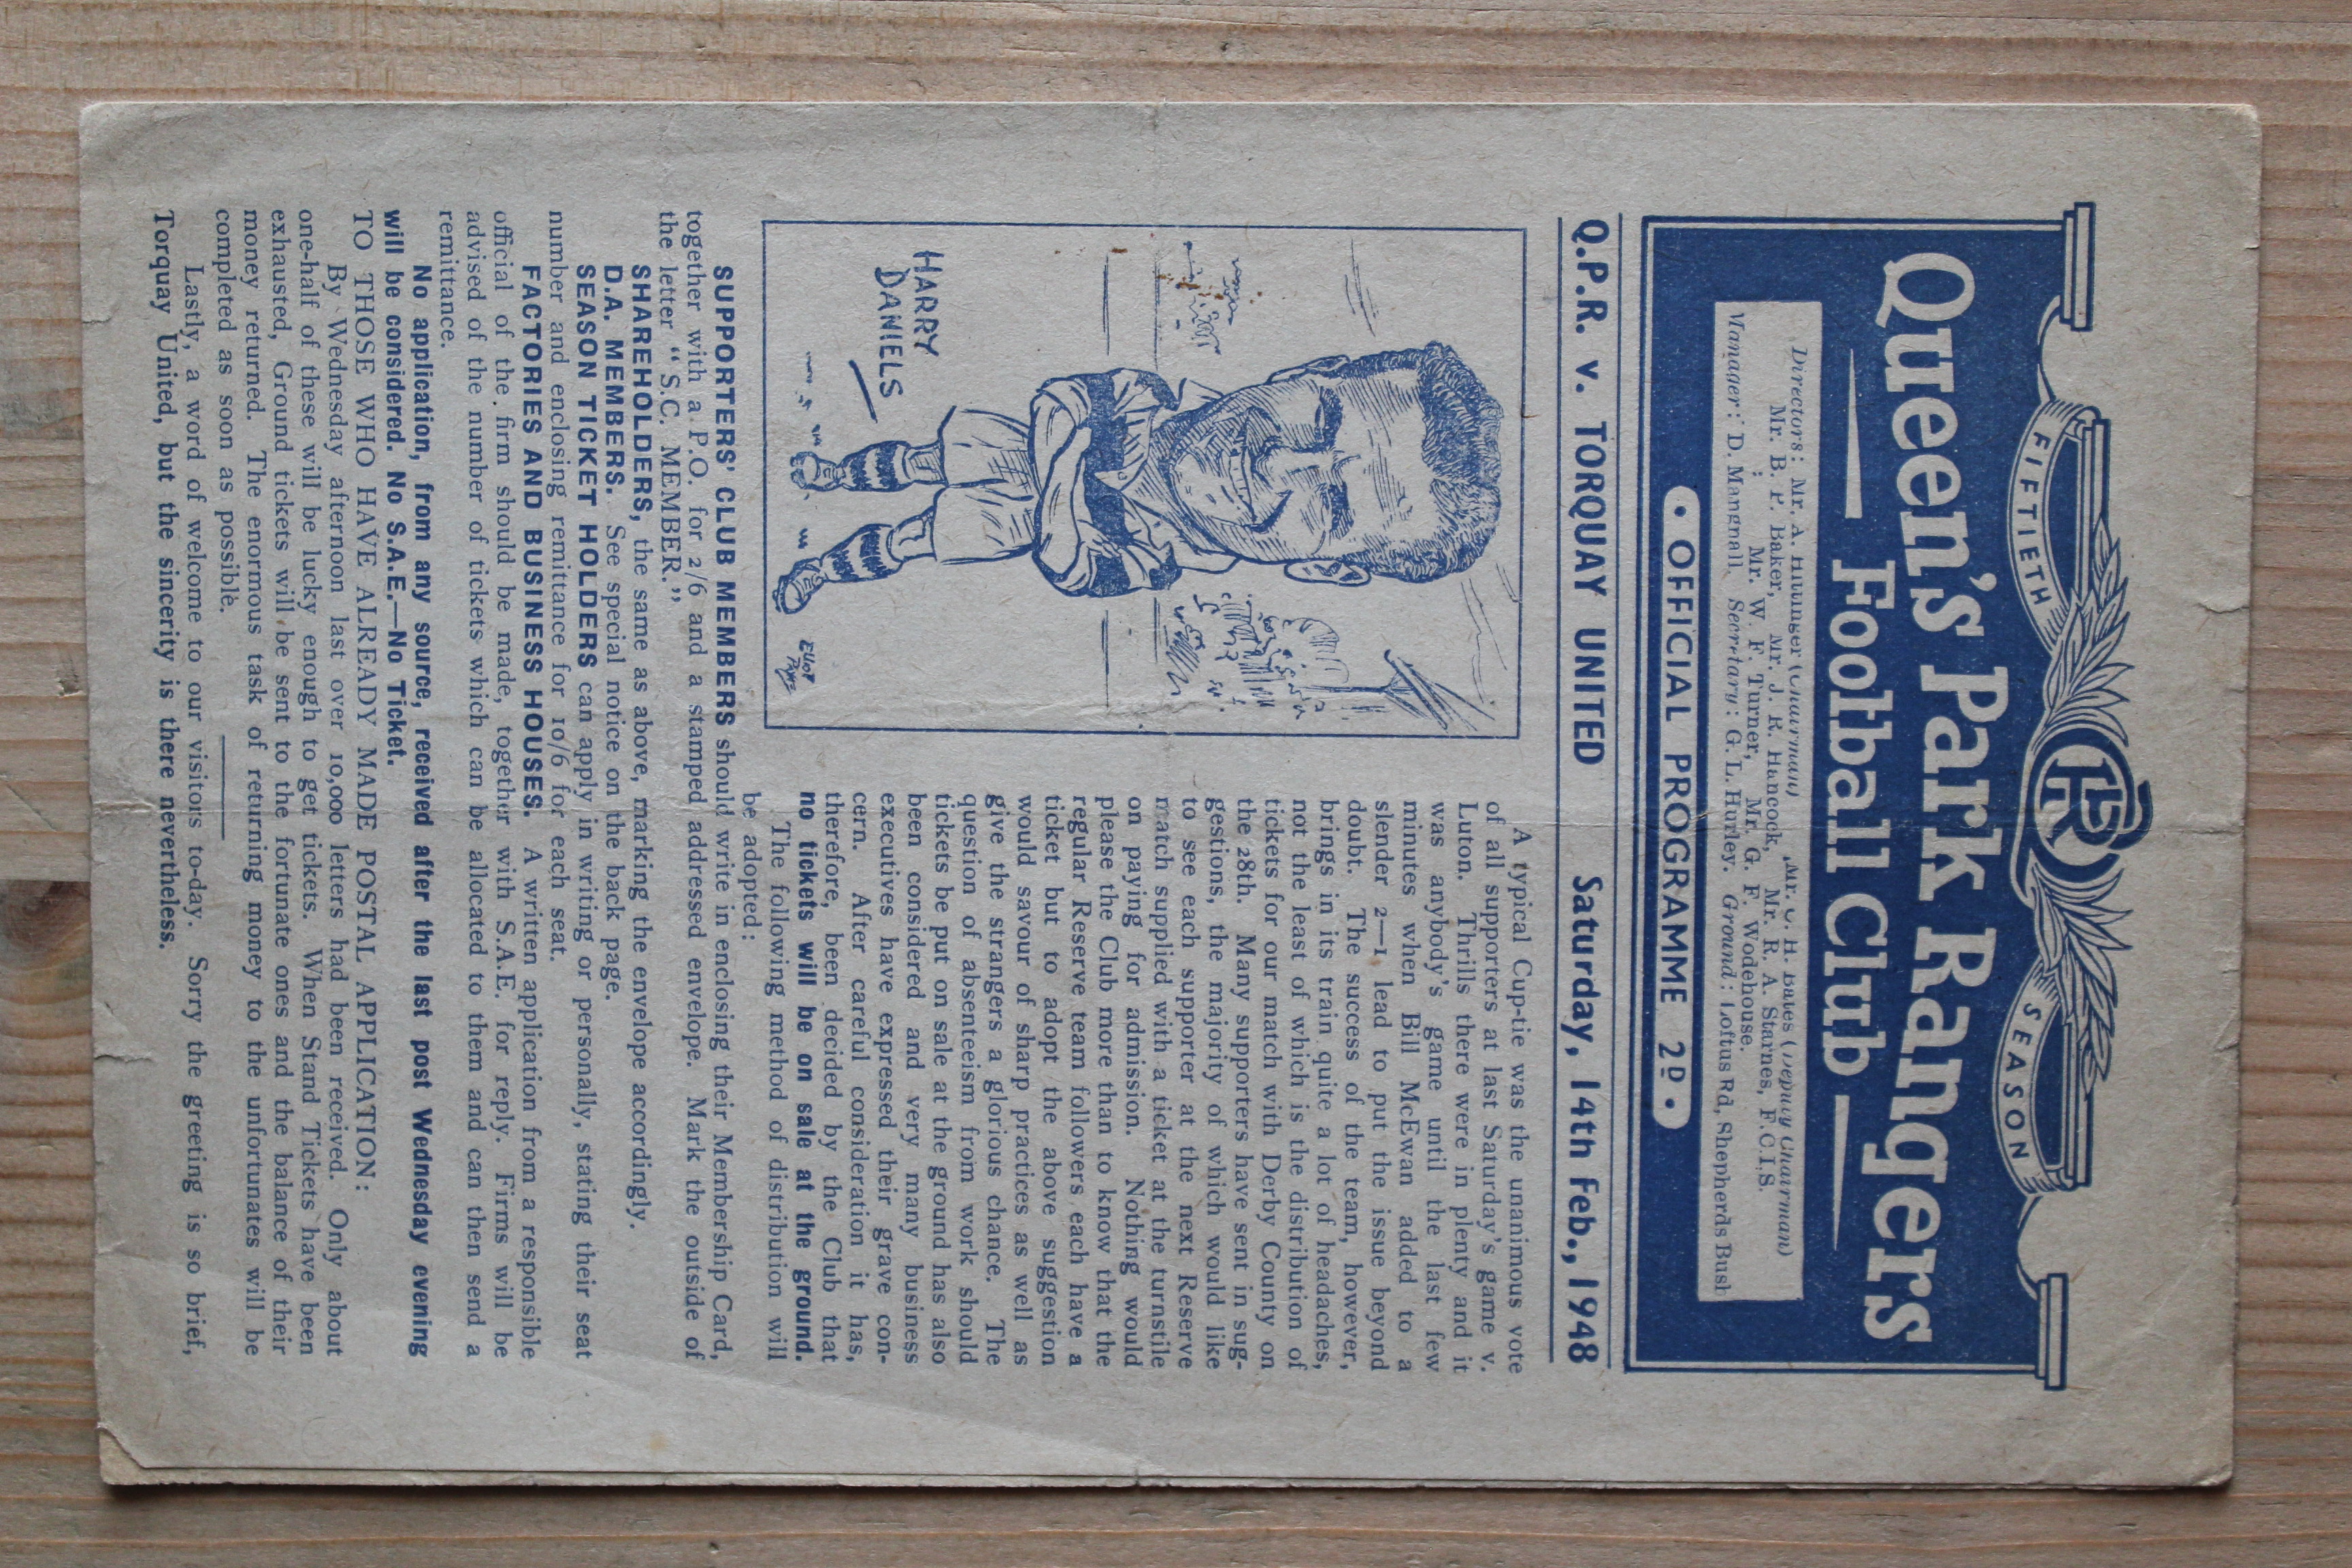 FIFTIETH SEASON
Queen's Park Rangers
Football Club
Directors: Mr. A. Hittinger (Chairman) Mr. C. H. Bates (Deputy Chairman)
Mr. B. P. Baker, Mr. J. R. Hancock, Mr. R. A. Starnes, F.C.I.S.
Mr. W. F. Turner, Mr. G. F. Wodehouse.
Manager: D. Mangnall. Secretary: G. L. Hurley. Ground: Loftus Rd, Shepherds Bush
• OFFICIAL PROGRAMME 2D •
Q.P.R. v. TORQUAY UNITED Saturday, 14th Feb., 1948
HARRY
DANIELS
A typical Cup-tie was the unanimous vote
of all supporters at last Saturday's game v.
Luton. Thrills there were in plenty and it
was anybody's game until the last few
minutes when Bill McEwan added to a
slender 2—1 lead to put the issue beyond
doubt. The success of the team, however,
brings in its train quite a lot of headaches,
not the least of which is the distribution of
tickets for our match with Derby County on
the 28th. Many supporters have sent in sug-
gestions, the majority of which would like
to see each supporter at the next Reserve
match supplied with a ticket at the turnstile
on paying for admission. Nothing would
please the Club more than to know that the
regular Reserve team followers each have a
ticket but to adopt the above suggestion
would savour of sharp practices as well as
give the strangers a glorious chance. The
question of absenteeism from work should
tickets be put on sale at the ground has also
been considered and very many business
executives have expressed their grave con-
cern. After careful consideration it has,
therefore, been decided by the Club that
no tickets will be on sale at the ground.
The following method of distribution will
be adopted:
SUPPORTERS' CLUB MEMBERS should write in enclosing their Membership Card,
together with a P.O. for 2/6 and a stamped addressed envelope. Mark the outside of
the letter “S.C. MEMBER.”
SHAREHOLDERS, the same as above, marking the envelope accordingly.
D.A. MEMBERS. See special notice on the back page.
SEASON TICKET HOLDERS can apply in writing or personally, stating their seat
number and enclosing remittance for 10/6 for each seat.
FACTORIES AND BUSINESS HOUSES. A written application from a responsible
official of the firm should be made, together with S.A.E. for reply. Firms will be
advised of the number of tickets which can be allocated to them and can then send a
remittance.
No application, from any source, received after the last post Wednesday evening
will be considered. No S.A.E.—No Ticket.
TO THOSE WHO HAVE ALREADY MADE POSTAL APPLICATION:
By Wednesday afternoon last over 10,000 letters had been received. Only about
one-half of these will be lucky enough to get tickets. When Stand Tickets have been
exhausted, Ground tickets will be sent to the fortunate ones and the balance of their
money returned. The enormous task of returning money to the unfortunates will be
completed as soon as possible.
Lastly, a word of welcome to our visitors to-day. Sorry the greeting is so brief,
Torquay United, but the sincerity is there nevertheless.